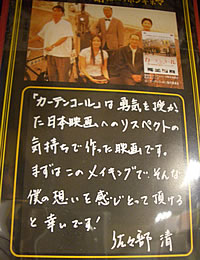 「カーテンコール」は勇気を授かっ
た日本映画へのリスペクトの
気持ちで作った映画です。
まずはこのメイキングで、そんな
僕の想いを感じとって頂ける
と幸いです!
佐々部 清